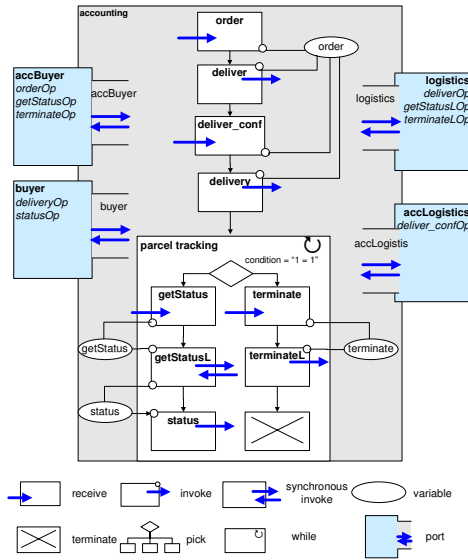 accounting
order
order
accBuyer
orderOp
getStatusOp
terminateOp
accBuyer
deliver
logistics
deliverOp
getStatusLOp
terminateLOp
logistics
deliver_conf
buyer
deliveryOp
statusOp
buyer
delivery
accLogistics
deliver_confOp
accLogistis
parcel tracking
condition = "1 = 1"
getStatus
terminate
getStatus
getStatusL
terminateL
terminate
status
status
receive
invoke
synchronous
invoke
variable
terminate
pick
while
port